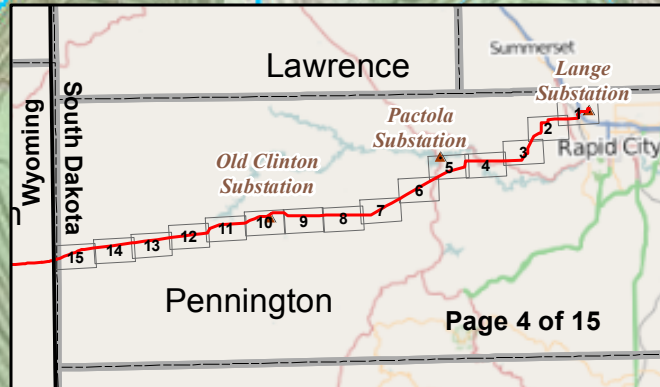 Summerset
Lawrence
Lange
Substation
Wyoming
South Dakota
Pactola
Substation
Rapid City
Old Clinton
Substation
1
2
3
4
5
6
7
8
9
10
11
12
13
14
15
Pennington
Page 4 of 15